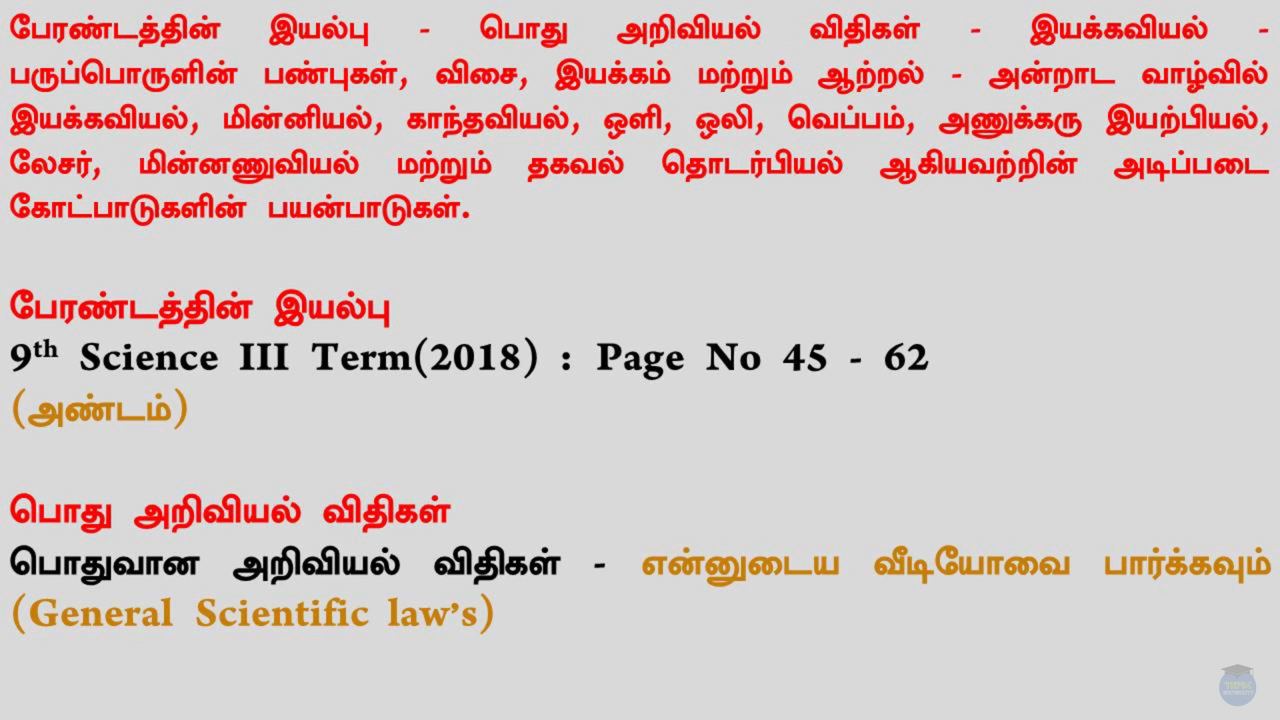 பேரண்டத்தின் இயல்பு - பொது அறிவியல் விதிகள் - இயக்கவியல் -
பருப்பொருளின் பண்புகள், விசை, இயக்கம் மற்றும் ஆற்றல் - அன்றாட வாழ்வில்
இயக்கவியல், மின்னியல், காந்தவியல், ஒளி, ஒலி, வெப்பம், அணுக்கரு இயற்பியல்,
லேசர், மின்னணுவியல் மற்றும் தகவல் தொடர்பியல் ஆகியவற்றின் அடிப்படை
கோட்பாடுகளின் பயன்பாடுகள்.
பேரண்டத்தின் இயல்பு
9th Science III Term(2018) : Page No 45 - 62
(அண்டம்)
பொது அறிவியல் விதிகள்
பொதுவான அறிவியல் விதிகள் - என்னுடைய வீடியோவை பார்க்கவும்
(General Scientific law’s)